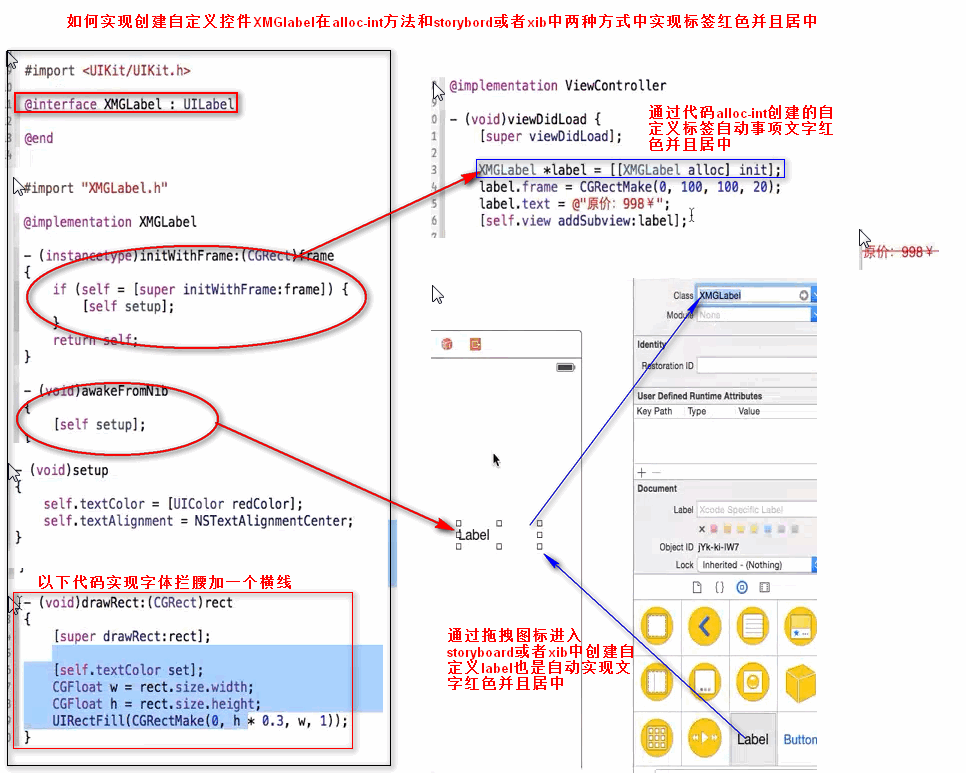 如何实现创建自定义控件XMGlabel在alloc-int方法和storybord或者xib中两种方式中实现标签红色并且居中
#import <UIKit/UIKit.h>
@interface XMGLabel : UILabel
@end
#import "XMGLabel.h"
@implementation XMGLabel
- (instancetype)initWithFrame:(CGRect)frame
{
if (self = [super initWithFrame:frame]) {
[self setup];
}
return self;
}
- (void)awakeFromNib
{
[self setup];
}
- (void)setup
{
self.textColor = [UIColor redColor];
self.textAlignment = NSTextAlignmentCenter;
}
以下代码实现字体拦腰加一个横线
- (void)drawRect:(CGRect)rect
{
[super drawRect:rect];
[self.textColor set];
CGFloat w = rect.size.width;
CGFloat h = rect.size.height;
UIRectFill(CGRectMake(0, h * 0.3, w, 1));
}
@implementation ViewController
- (void)viewDidLoad {
[super viewDidLoad];
XMGLabel *label = [[XMGLabel alloc] init];
label.frame = CGRectMake(0, 100, 100, 20);
label.text = @"原价：998￥";
[self.view addSubview:label];
通过代码alloc-int创建的自
定义标签自动事项文字红
色并且居中
原价：998￥
Label
通过拖拽图标进入
storyboard或者xib中创建自
定义label也是自动实现文
字红色并且居中
Class XMGLabel
Module None
Identity
Restoration ID
User Defined Runtime Attributes
Key Path Type Value
+ −
Document
Label Xcode Specific Label
Object ID jYk-ki-lW7
Lock Inherited - (Nothing)
Label Button